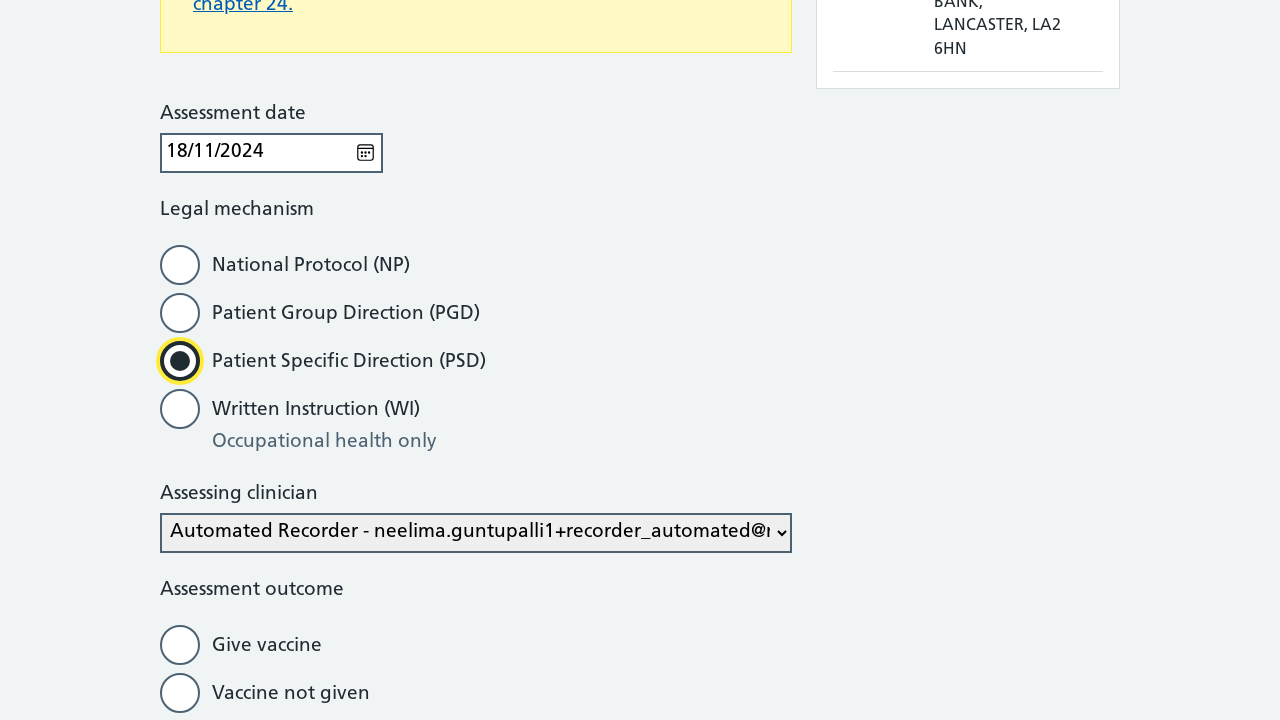 chapter 24.
BANK,
LANCASTER, LA2
6HN
Assessment date
18/11/2024
Legal mechanism
National Protocol (NP)
Patient Group Direction (PGD)
Patient Specific Direction (PSD)
Written Instruction (WI)
Occupational health only
Assessing clinician
Automated Recorder - neelima.guntupalli1+recorder_automated@
Assessment outcome
Give vaccine
Vaccine not given